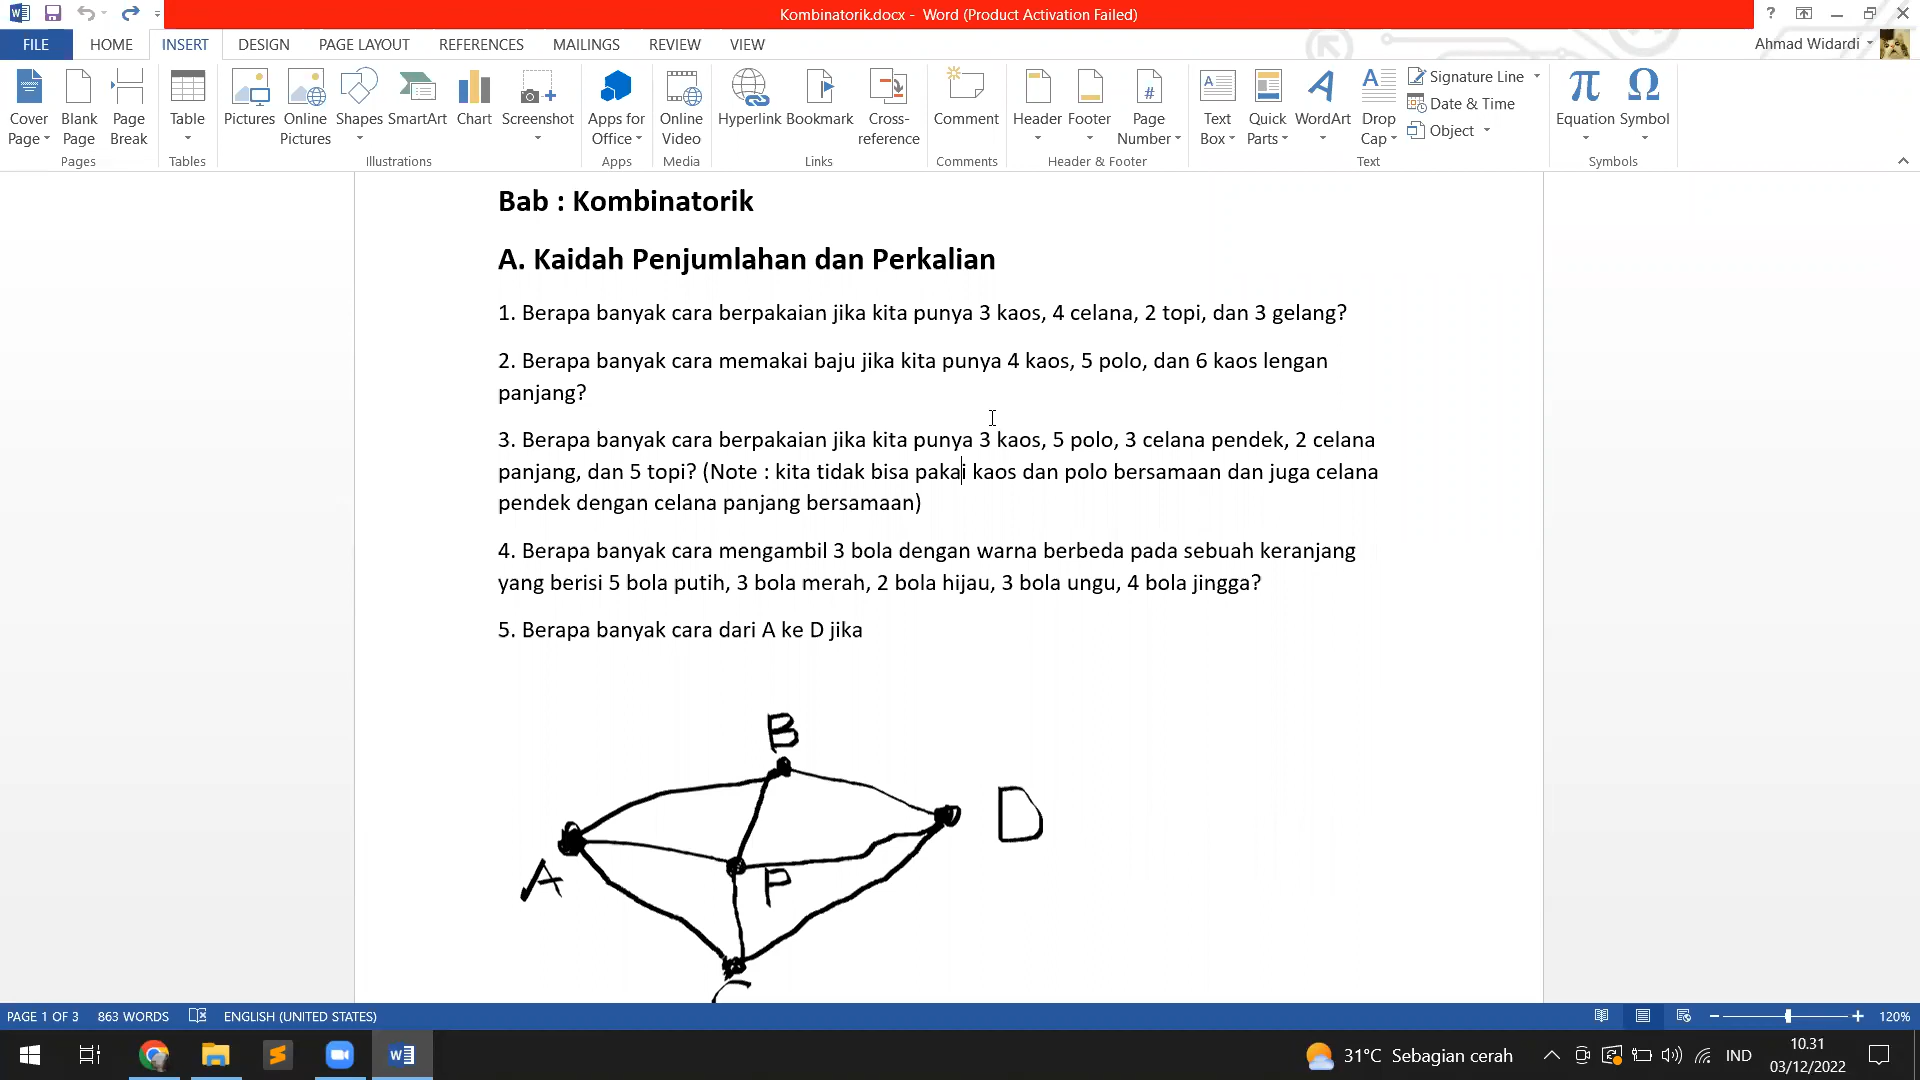 Kombinatorik.docx - Word (Product Activation Failed)
?
FILE HOME INSERT DESIGN PAGE LAYOUT REFERENCES MAILINGS REVIEW VIEW
Ahmad Widardi
Cover Page
Blank Page
Page Break
Table
Pictures
Online Pictures
Shapes
SmartArt
Chart
Screenshot
Apps for Office
Online Video
Hyperlink
Bookmark
Cross-reference
Comment
Header
Footer
Page Number
Text Box
Quick Parts
WordArt
Drop Cap
Signature Line
Date & Time
Object
Equation
Symbol
Pages Tables Illustrations Apps Media Links Comments Header & Footer Text Symbols
Bab : Kombinatorik
A. Kaidah Penjumlahan dan Perkalian
1. Berapa banyak cara berpakaian jika kita punya 3 kaos, 4 celana, 2 topi, dan 3 gelang?
2. Berapa banyak cara memakai baju jika kita punya 4 kaos, 5 polo, dan 6 kaos lengan
panjang?
3. Berapa banyak cara berpakaian jika kita punya 3 kaos, 5 polo, 3 celana pendek, 2 celana
panjang, dan 5 topi? (Note : kita tidak bisa pakai kaos dan polo bersamaan dan juga celana
pendek dengan celana panjang bersamaan)
4. Berapa banyak cara mengambil 3 bola dengan warna berbeda pada sebuah keranjang
yang berisi 5 bola putih, 3 bola merah, 2 bola hijau, 3 bola ungu, 4 bola jingga?
5. Berapa banyak cara dari A ke D jika
B
D
A
P
C
PAGE 1 OF 3 863 WORDS ENGLISH (UNITED STATES)
120%
31°C Sebagian cerah
IND
10.31
03/12/2022